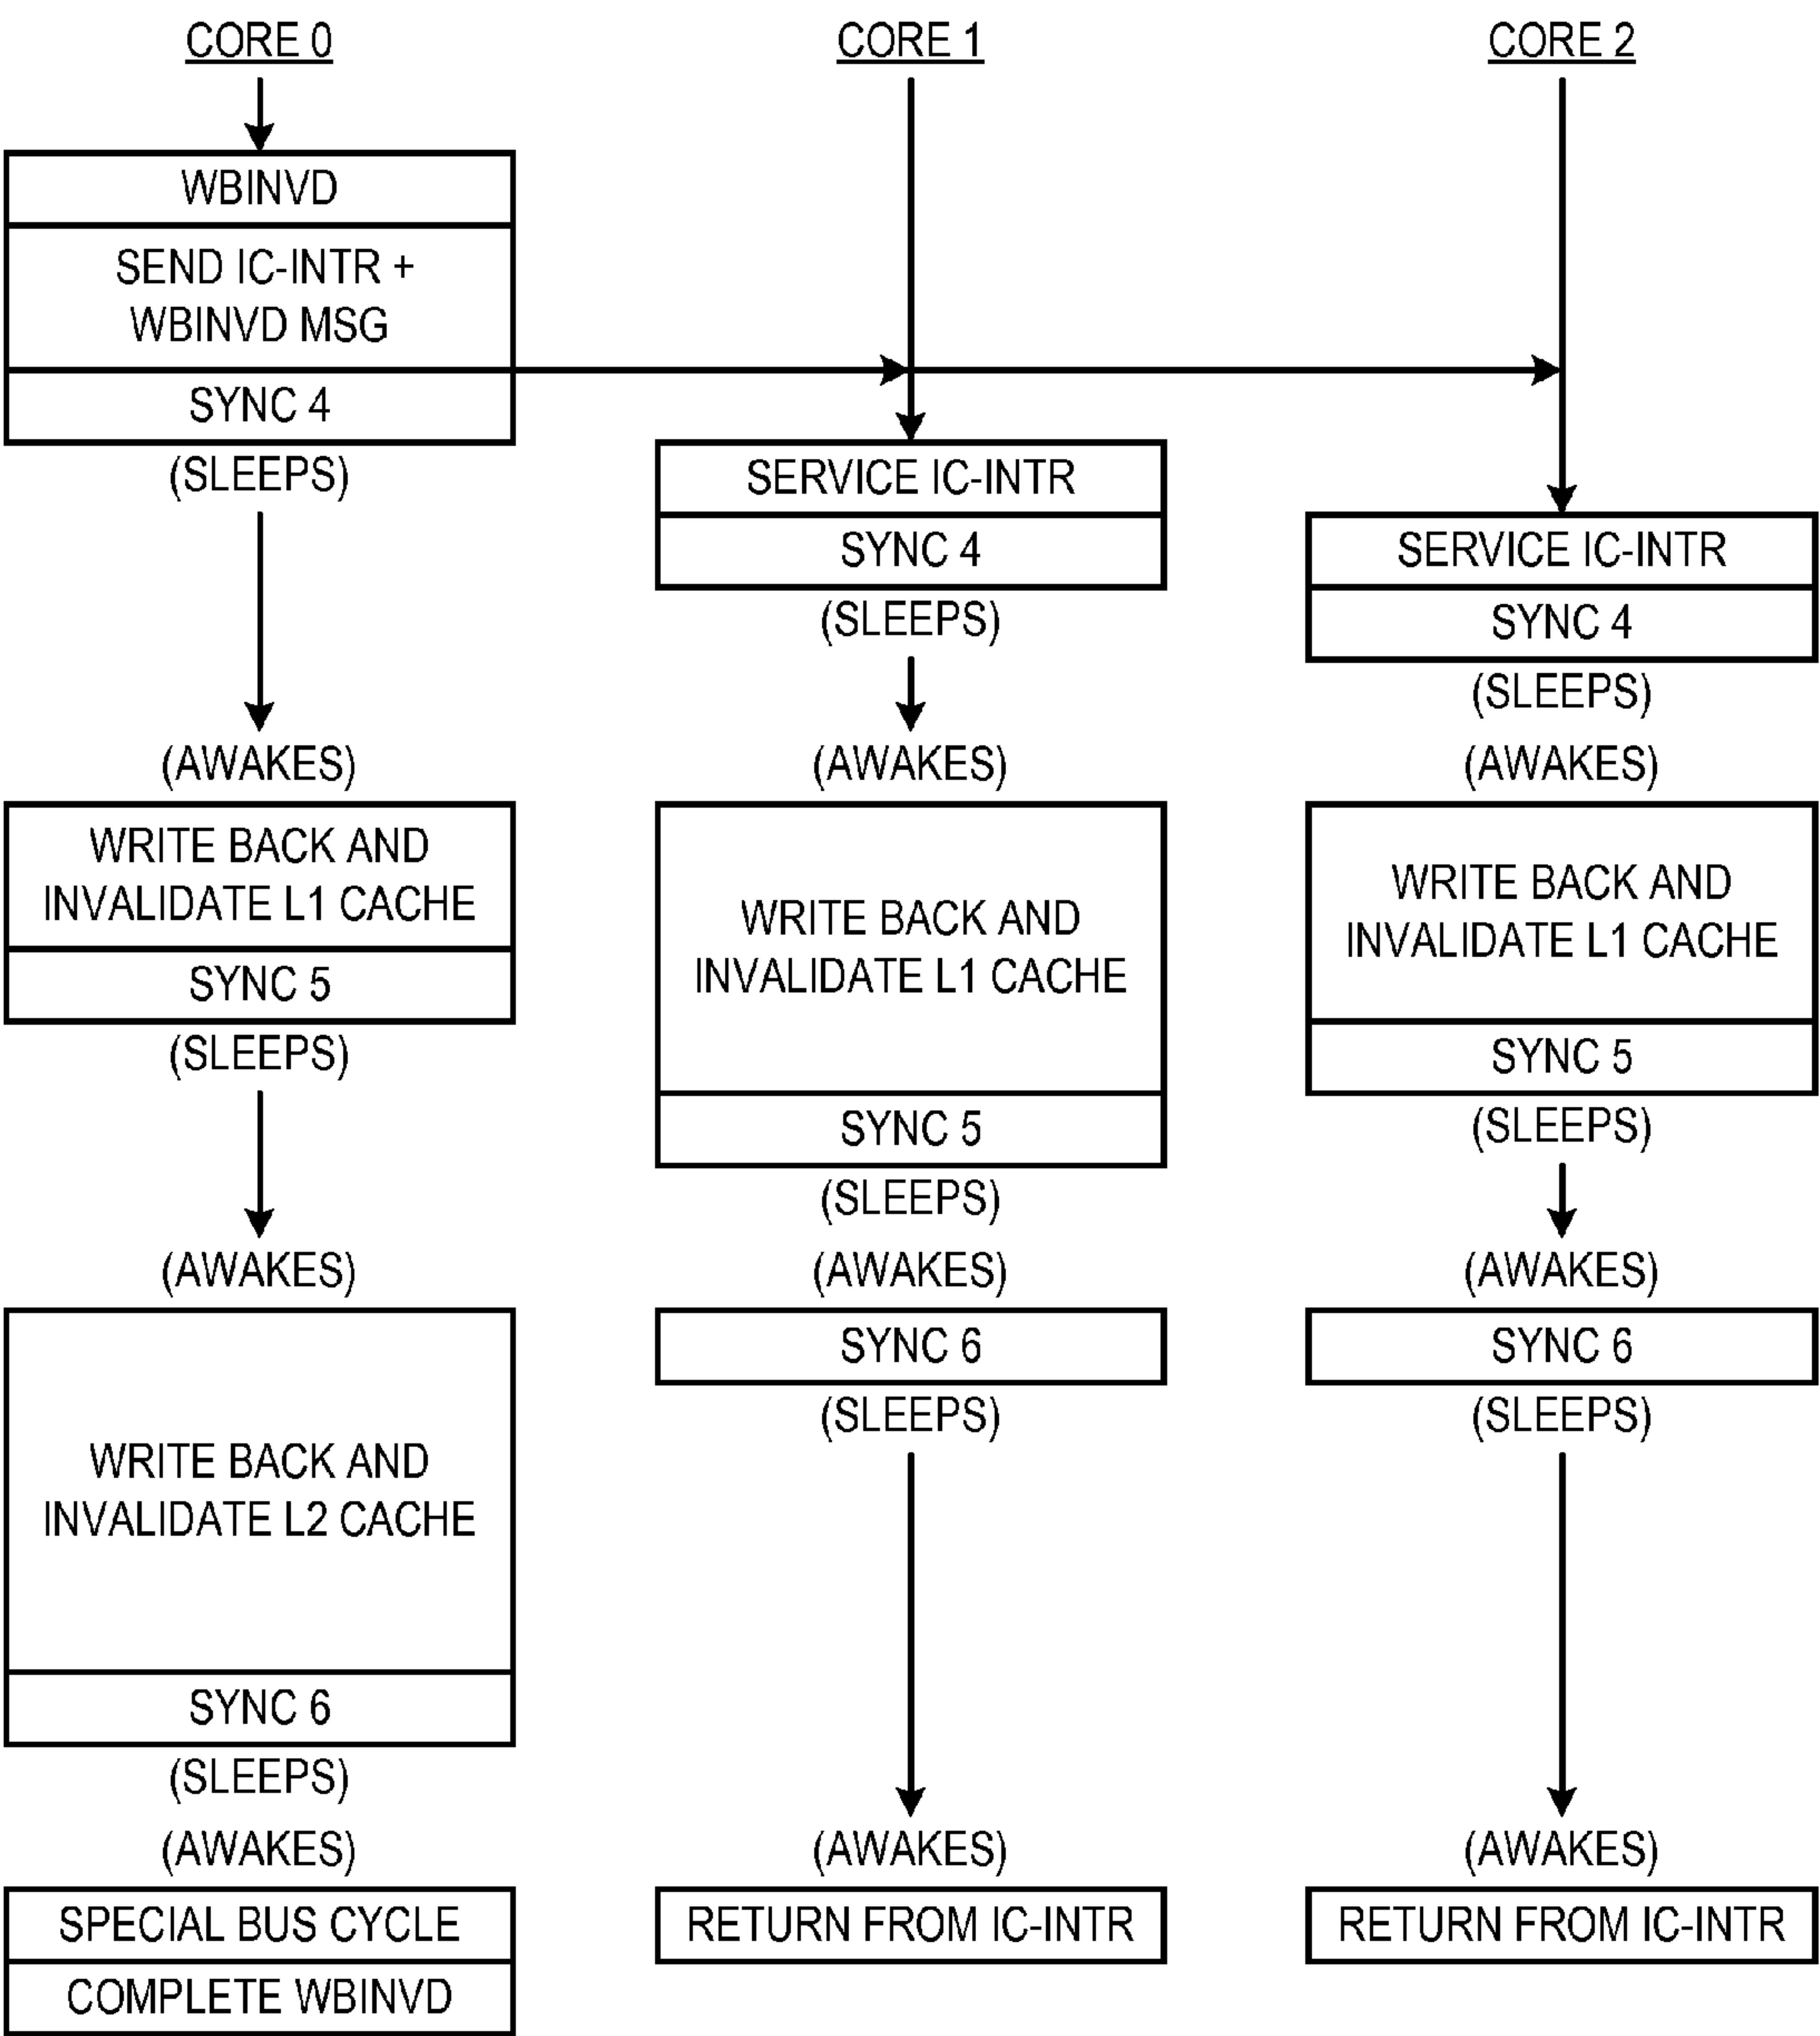 CORE 0
WBINVD
SEND IC-INTR +
WBINVD MSG
SYNC 4
(SLEEPS)
(AWAKES)
WRITE BACK AND
INVALIDATE L1 CACHE
SYNC 5
(SLEEPS)
(AWAKES)
WRITE BACK AND
INVALIDATE L2 CACHE
SYNC 6
(SLEEPS)
(AWAKES)
SPECIAL BUS CYCLE
COMPLETE WBINVD
CORE 1
SERVICE IC-INTR
SYNC 4
(SLEEPS)
(AWAKES)
WRITE BACK AND
INVALIDATE L1 CACHE
SYNC 5
(SLEEPS)
(AWAKES)
SYNC 6
(SLEEPS)
(AWAKES)
RETURN FROM IC-INTR
CORE 2
SERVICE IC-INTR
SYNC 4
(SLEEPS)
(AWAKES)
WRITE BACK AND
INVALIDATE L1 CACHE
SYNC 5
(SLEEPS)
(AWAKES)
SYNC 6
(SLEEPS)
(AWAKES)
RETURN FROM IC-INTR